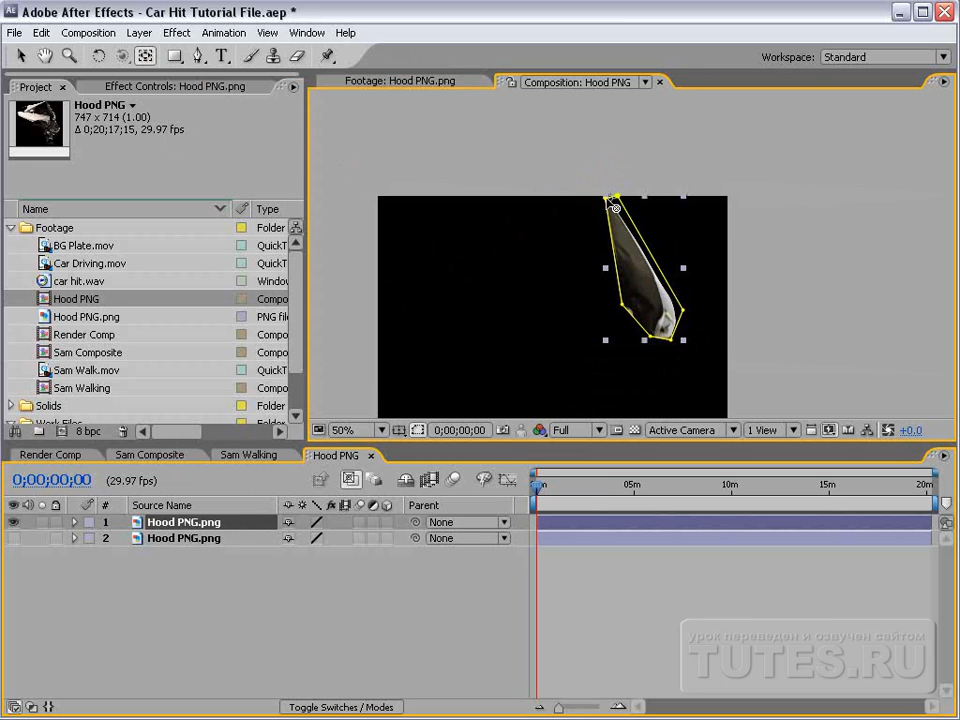 Adobe After Effects - Car Hit Tutorial File.aep *
File Edit Composition Layer Effect Animation View Window Help
Workspace: Standard
Project Effect Controls: Hood PNG.png
Footage: Hood PNG.png Composition: Hood PNG
Hood PNG
747 x 714 (1.00)
Δ 0;20;17;15, 29.97 fps
Name Type
Footage Folder
BG Plate.mov QuickT
Car Driving.mov QuickT
car hit.wav Window
Hood PNG Compo
Hood PNG.png PNG file
Render Comp Compo
Sam Composite Compo
Sam Walk.mov QuickT
Sam Walking Compo
Solids Folder
Work Files Folder
8 bpc
50% 0;00;00;00 Full Active Camera 1 View +0.0
Render Comp Sam Composite Sam Walking Hood PNG
0;00;00;00 (29.97 fps)
05m 10m 15m 20m
# Source Name Parent
1 Hood PNG.png None
2 Hood PNG.png None
Toggle Switches / Modes
урок переведен и озвучен сайтом
TUTES.RU